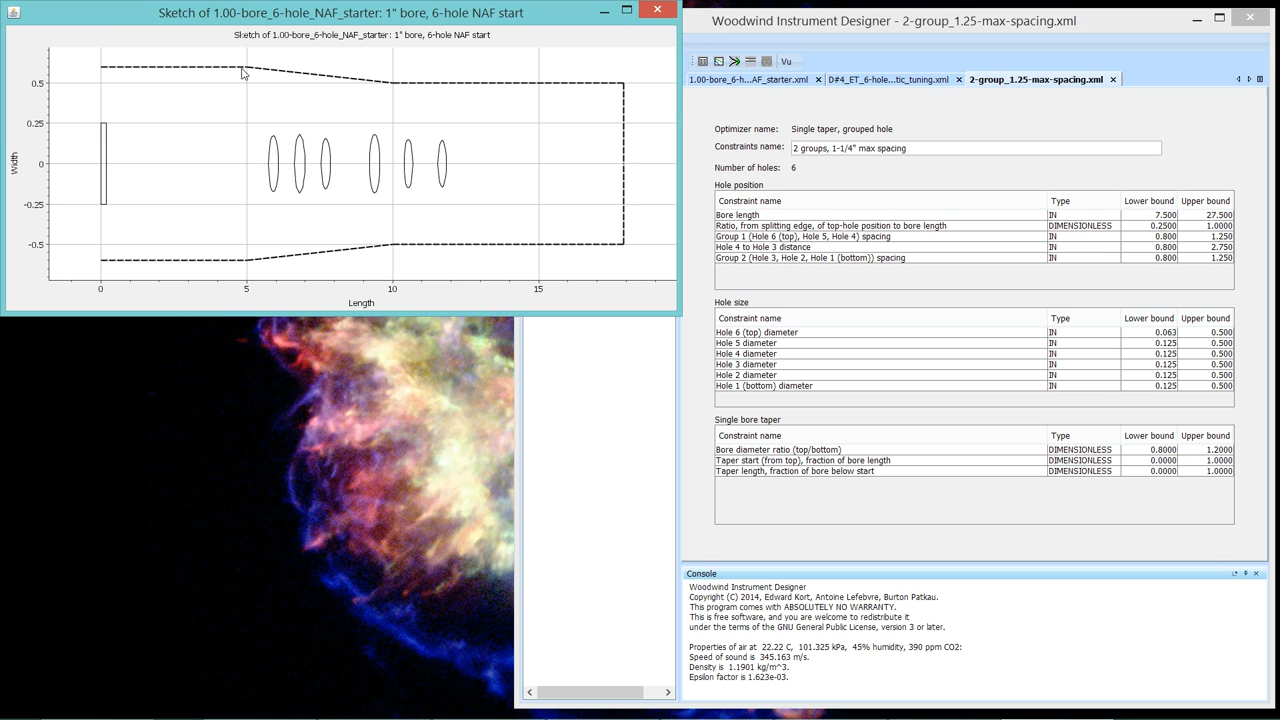 Sketch of 1.00-bore_6-hole_NAF_starter: 1" bore, 6-hole NAF start
Sketch of 1.00-bore_6-hole_NAF_starter: 1" bore, 6-hole NAF start
0.5
0.25
0
-0.25
-0.5
Width
0 5 10 15
Length
Woodwind Instrument Designer - 2-group_1.25-max-spacing.xml
Vu
1.00-bore_6-h...AF_starter.xml D#4_ET_6-hole...tic_tuning.xml 2-group_1.25-max-spacing.xml
Optimizer name: Single taper, grouped hole
Constraints name: 2 groups, 1-1/4" max spacing
Number of holes: 6
Hole position
Constraint name Type Lower bound Upper bound
Bore length IN 7.500 27.500
Ratio, from splitting edge, of top-hole position to bore length DIMENSIONLESS 0.2500 1.0000
Group 1 (Hole 6 (top), Hole 5, Hole 4) spacing IN 0.800 1.250
Hole 4 to Hole 3 distance IN 0.800 2.750
Group 2 (Hole 3, Hole 2, Hole 1 (bottom)) spacing IN 0.800 1.250
Hole size
Constraint name Type Lower bound Upper bound
Hole 6 (top) diameter IN 0.063 0.500
Hole 5 diameter IN 0.125 0.500
Hole 4 diameter IN 0.125 0.500
Hole 3 diameter IN 0.125 0.500
Hole 2 diameter IN 0.125 0.500
Hole 1 (bottom) diameter IN 0.125 0.500
Single bore taper
Constraint name Type Lower bound Upper bound
Bore diameter ratio (top/bottom) DIMENSIONLESS 0.8000 1.2000
Taper start (from top), fraction of bore length DIMENSIONLESS 0.0000 1.0000
Taper length, fraction of bore below start DIMENSIONLESS 0.0000 1.0000
Console
Woodwind Instrument Designer
Copyright (C) 2014, Edward Kort, Antoine Lefebvre, Burton Patkau.
This program comes with ABSOLUTELY NO WARRANTY.
This is free software, and you are welcome to redistribute it
under the terms of the GNU General Public License, version 3 or later.
Properties of air at 22.22 C, 101.325 kPa, 45% humidity, 390 ppm CO2:
Speed of sound is 345.163 m/s.
Density is 1.1901 kg/m^3.
Epsilon factor is 1.623e-03.